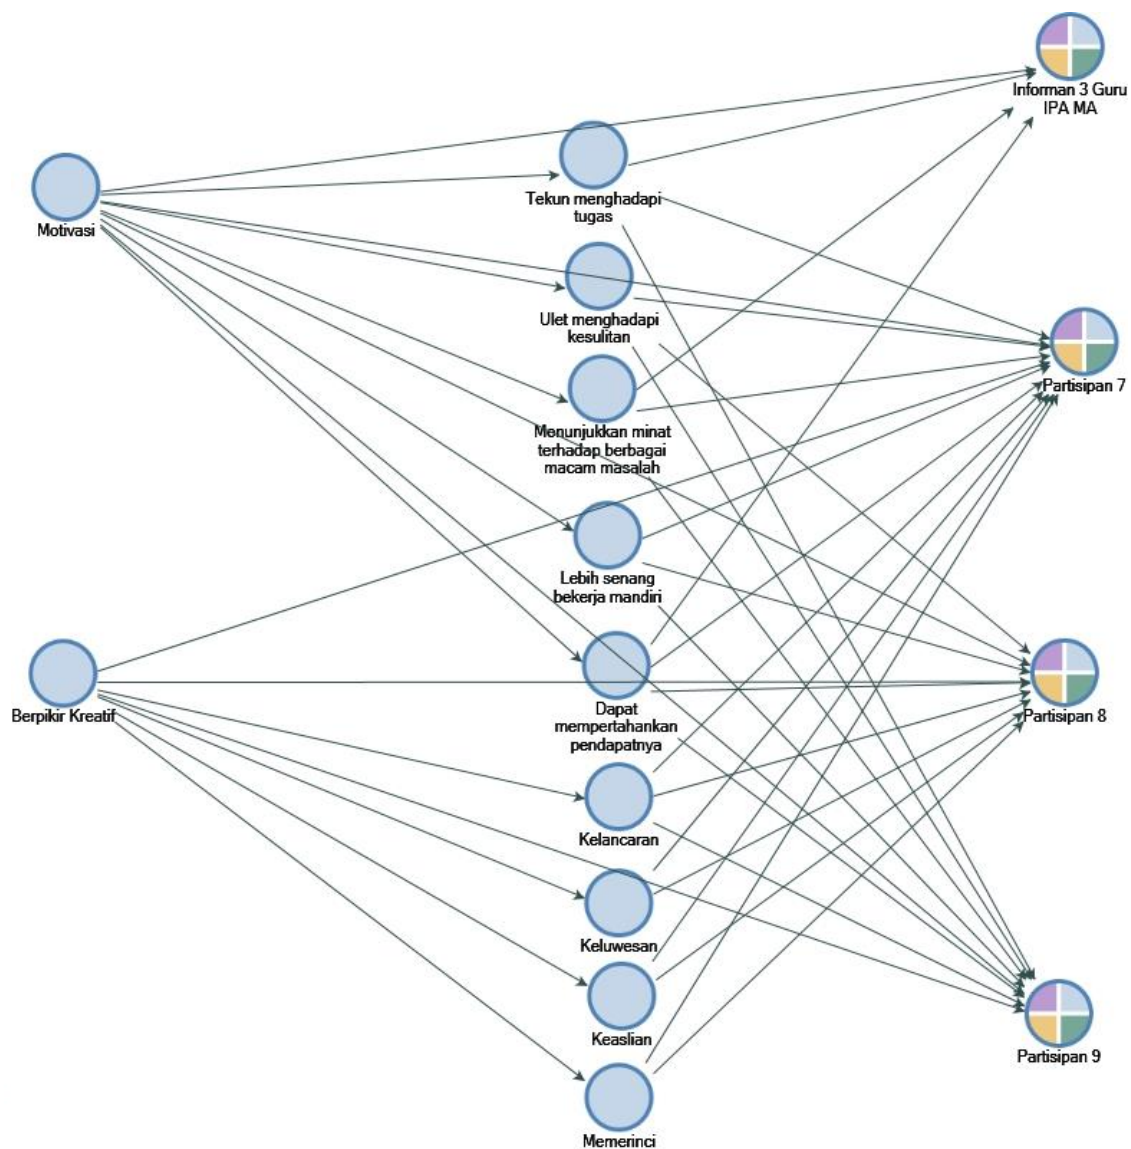 Informan 3 Guru
IPA MA
Motivasi
Tekun menghadapi
tugas
Ulet menghadapi
kesulitan
Partisipan 7
Menunjukkan minat
terhadap berbagai
macam masalah
Lebih senang
bekerja mandiri
Berpikir Kreatif
Dapat
mempertahankan
pendapatnya
Partisipan 8
Kelancaran
Keluwesan
Keaslian
Partisipan 9
Memerinci